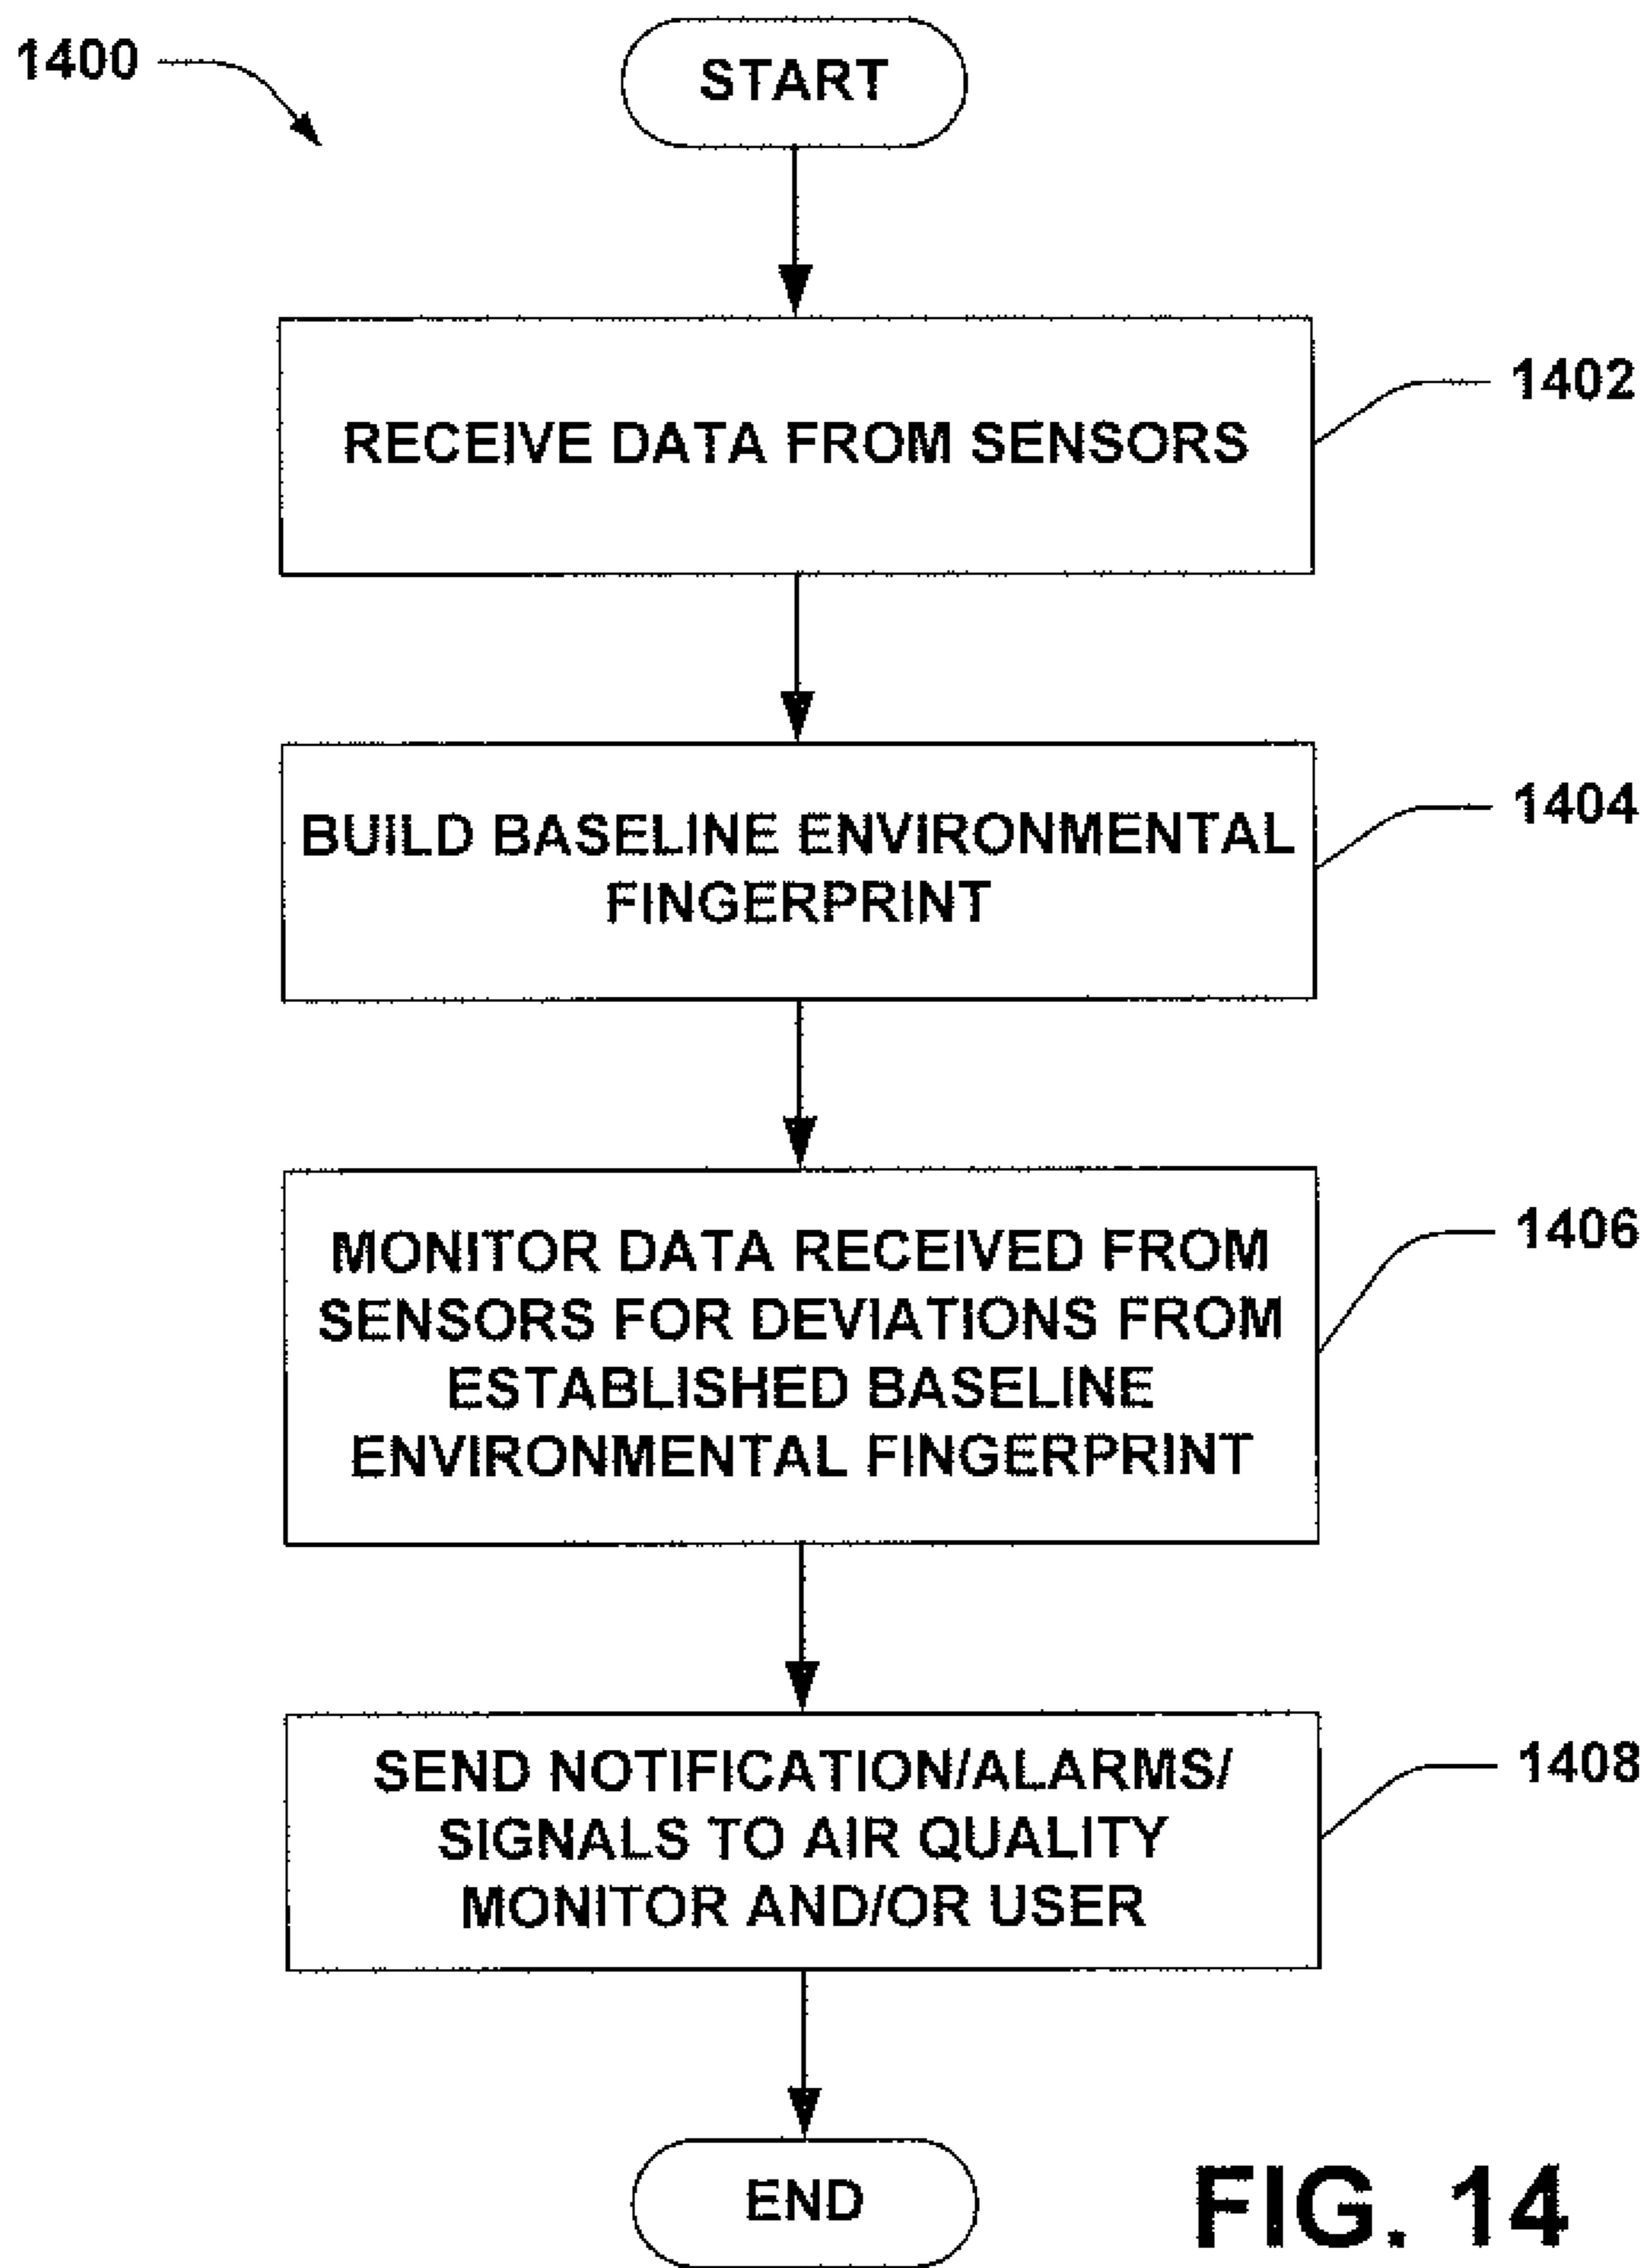 1400
START
RECEIVE DATA FROM SENSORS
1402
BUILD BASELINE ENVIRONMENTAL
FINGERPRINT
1404
MONITOR DATA RECEIVED FROM
SENSORS FOR DEVIATIONS FROM
ESTABLISHED BASELINE
ENVIRONMENTAL FINGERPRINT
1406
SEND NOTIFICATION/ALARMS/
SIGNALS TO AIR QUALITY
MONITOR AND/OR USER
1408
END
FIG. 14